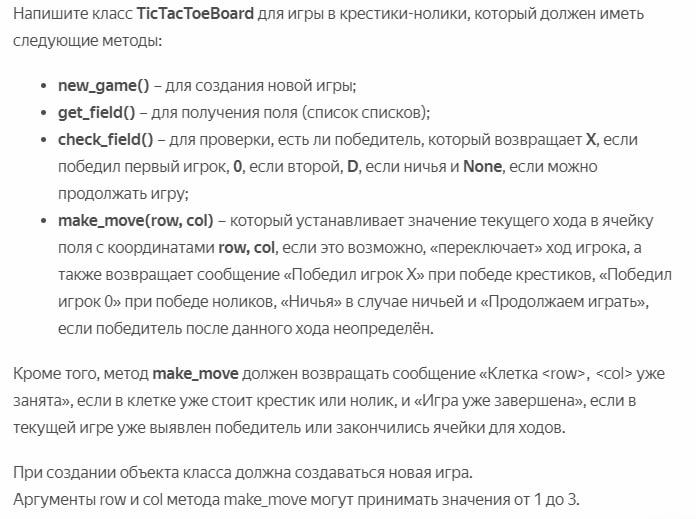 Напишите класс TicTacToeBoard для игры в крестики-нолики, который должен иметь
следующие методы:
• new_game() – для создания новой игры;
• get_field() – для получения поля (список списков);
• check_field() – для проверки, есть ли победитель, который возвращает X, если
победил первый игрок, 0, если второй, D, если ничья и None, если можно
продолжать игру;
• make_move(row, col) – который устанавливает значение текущего хода в ячейку
поля с координатами row, col, если это возможно, «переключает» ход игрока, а
также возвращает сообщение «Победил игрок X» при победе крестиков, «Победил
игрок 0» при победе ноликов, «Ничья» в случае ничьей и «Продолжаем играть»,
если победитель после данного хода неопределён.
Кроме того, метод make_move должен возвращать сообщение «Клетка <row>, <col> уже
занята», если в клетке уже стоит крестик или нолик, и «Игра уже завершена», если в
текущей игре уже выявлен победитель или закончились ячейки для ходов.
При создании объекта класса должна создаваться новая игра.
Аргументы row и col метода make_move могут принимать значения от 1 до 3.